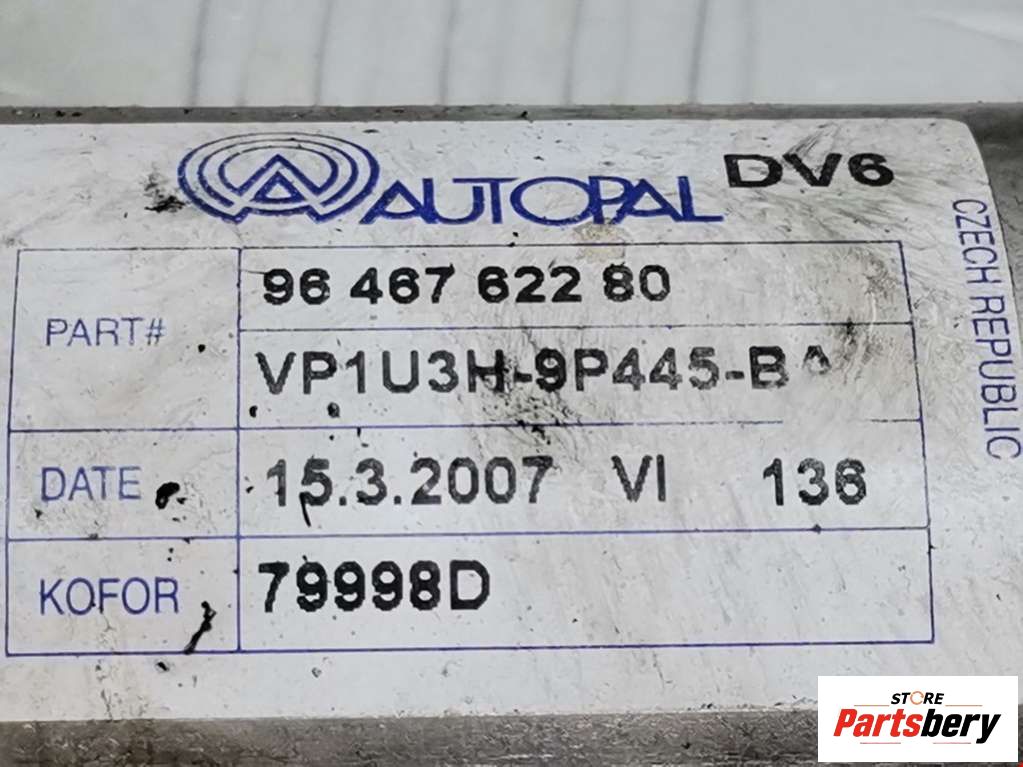 AUTOPAL DV6
CZECH REPUBLIC
PART# 96 467 622 80
VP1U3H-9P445-B
DATE 15.3.2007 VI 136
KOFOR 79998D
STORE
Partsbery